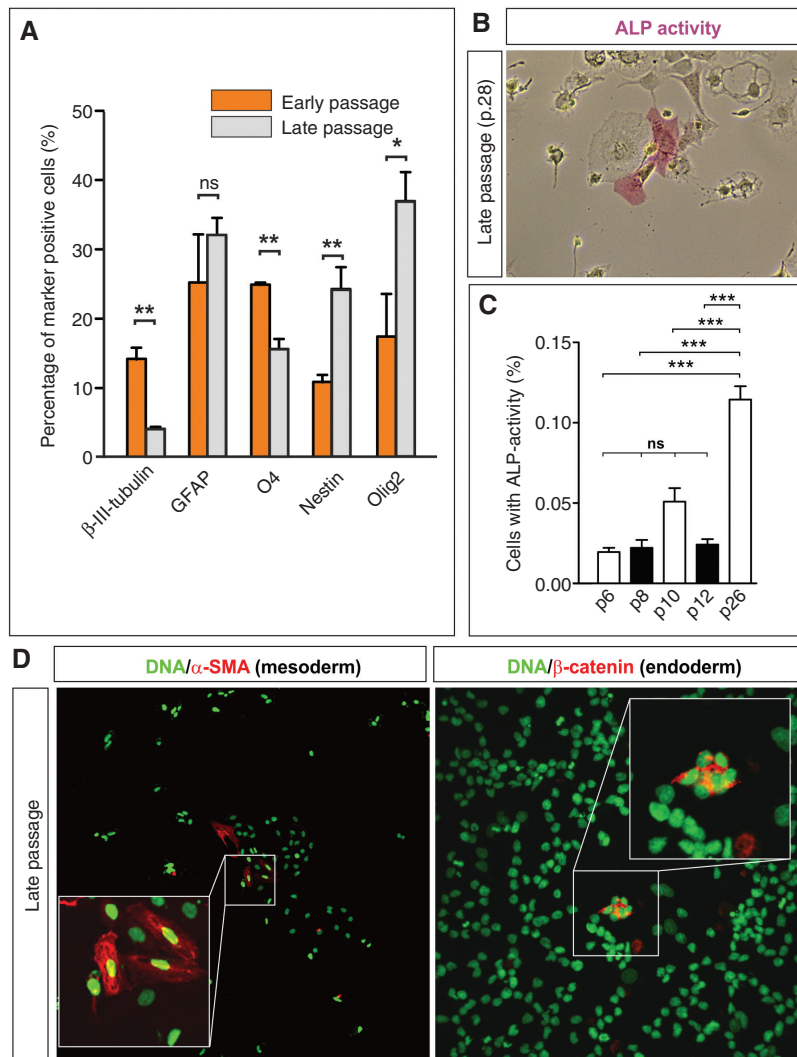 A
Early passage
Late passage
Percentage of marker positive cells (%)
50
40
30
20
10
0
**
ns
**
**
*
β-III-tubulin
GFAP
O4
Nestin
Olig2
B
ALP activity
Late passage (p.28)
C
Cells with ALP-activity (%)
0.15
0.10
0.05
0.00
***
***
***
***
ns
p6
p8
p10
p12
p26
D
DNA/α-SMA (mesoderm)
DNA/β-catenin (endoderm)
Late passage